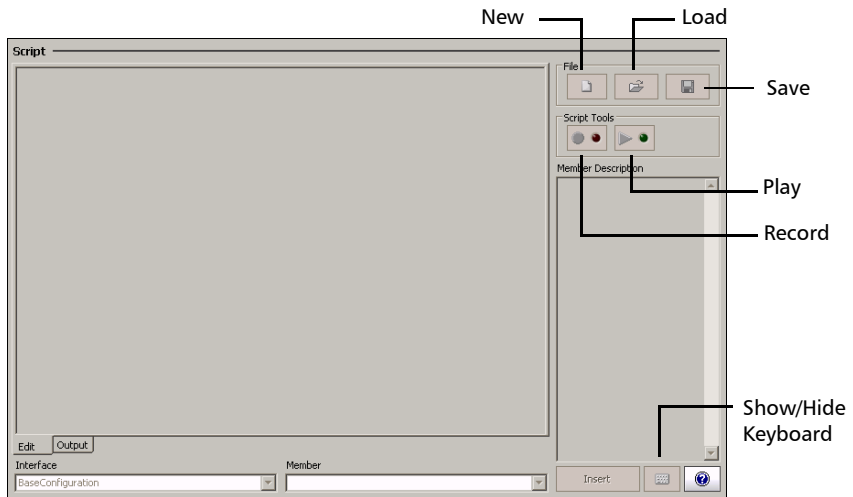 New
Load
Script
File
Save
Script Tools
Member Description
Play
Record
Show/Hide
Keyboard
Edit
Output
Interface
Member
BaseConfiguration
Insert
?